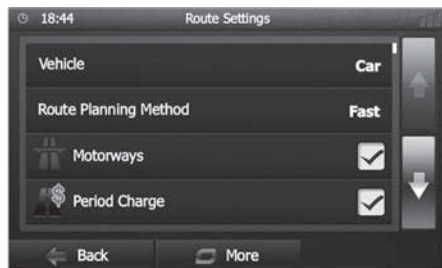 18:44 Route Settings
Vehicle Car
Route Planning Method Fast
Motorways
Period Charge
Back More